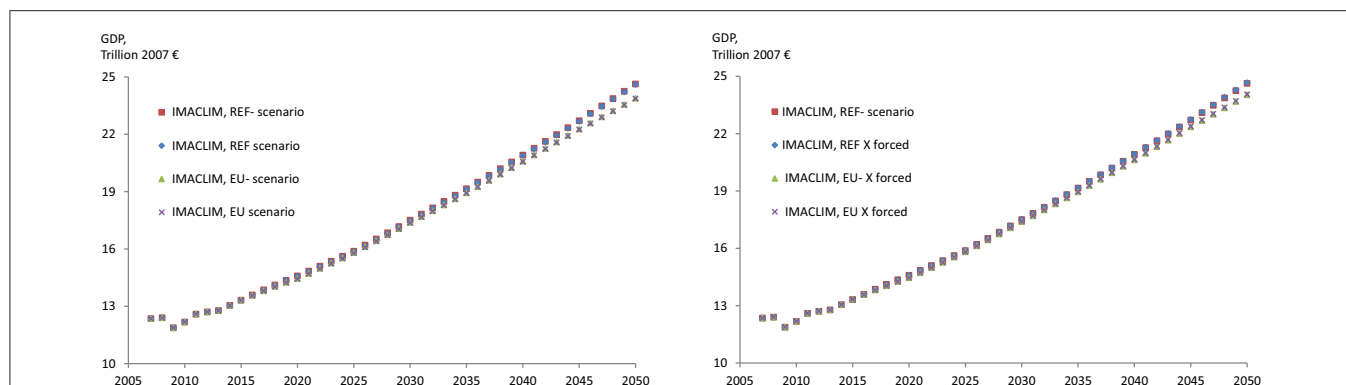 GDP,
Trillion 2007 €
25
22
19
16
13
10
IMACLIM, REF- scenario
IMACLIM, REF scenario
IMACLIM, EU- scenario
IMACLIM, EU scenario
2005 2010 2015 2020 2025 2030 2035 2040 2045 2050
GDP,
Trillion 2007 €
25
22
19
16
13
10
IMACLIM, REF- scenario
IMACLIM, REF X forced
IMACLIM, EU- X forced
IMACLIM, EU X forced
2005 2010 2015 2020 2025 2030 2035 2040 2045 2050